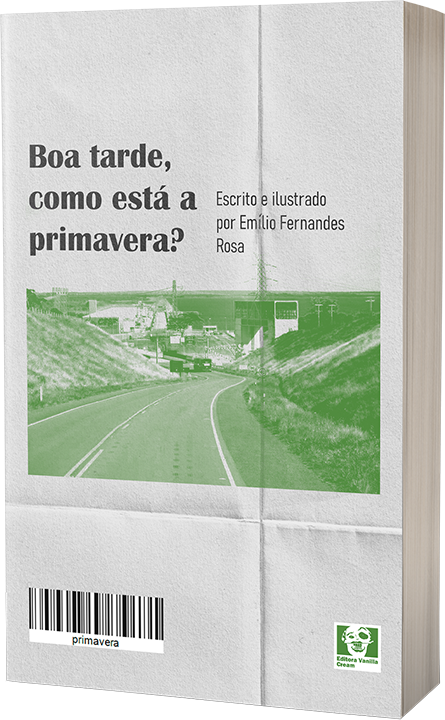 Boa tarde,
como está a
primavera?
Escrito e ilustrado
por Emílio Fernandes
Rosa
primavera
Editora Vanilla
Cream